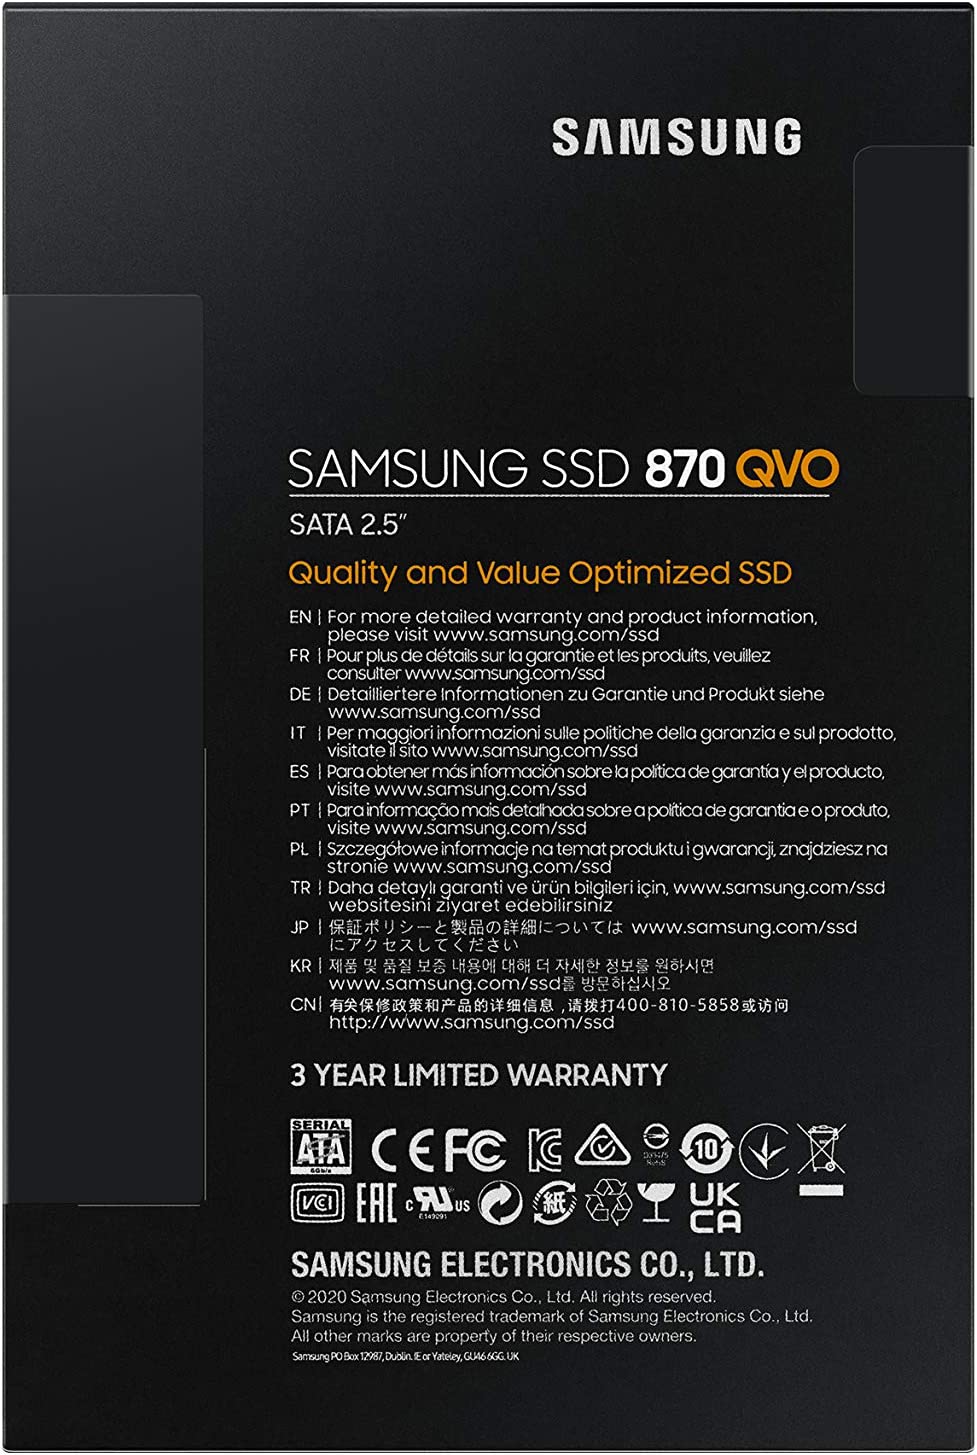 SAMSUNG
SAMSUNG SSD 870 QVO
SATA 2.5"
Quality and Value Optimized SSD
EN | For more detailed warranty and product information,
please visit www.samsung.com/ssd
FR | Pour plus de détails sur la garantie et les produits, veuillez
consulter www.samsung.com/ssd
DE | Detailliertere Informationen zu Garantie und Produkt siehe
www.samsung.com/ssd
IT | Per maggiori informazioni sulle politiche della garanzia e sul prodotto,
visitate il sito www.samsung.com/ssd
ES | Para obtener más información sobre la política de garantía y el producto,
visite www.samsung.com/ssd
PT | Para informação mais detalhada sobre a política de garantia e o produto,
visite www.samsung.com/ssd
PL | Szczegółowe informacje na temat produktu i gwarancji, znajdziesz na
stronie www.samsung.com/ssd
TR | Daha detaylı garanti ve ürün bilgileri için, www.samsung.com/ssd
websitesini ziyaret edebilirsiniz
JP | 保証ポリシーと製品の詳細については www.samsung.com/ssd
にアクセスしてください
KR | 제품 및 품질 보증 내용에 대해 더 자세한 정보를 원하시면
www.samsung.com/ssd를 방문하십시오
CN | 有关保修政策和产品的详细信息,请拨打400-810-5858或访问
http://www.samsung.com/ssd
3 YEAR LIMITED WARRANTY
SERIAL
ATA
6Gb/s
CE FC KC 10
VCI EAC c UR US 紙 UK
E149091 CA
SAMSUNG ELECTRONICS CO., LTD.
© 2020 Samsung Electronics Co., Ltd. All rights reserved.
Samsung is the registered trademark of Samsung Electronics Co., Ltd.
All other marks are property of their respective owners.
Samsung PO Box 12987, Dublin. IE or Yateley, GU46 6GG. UK